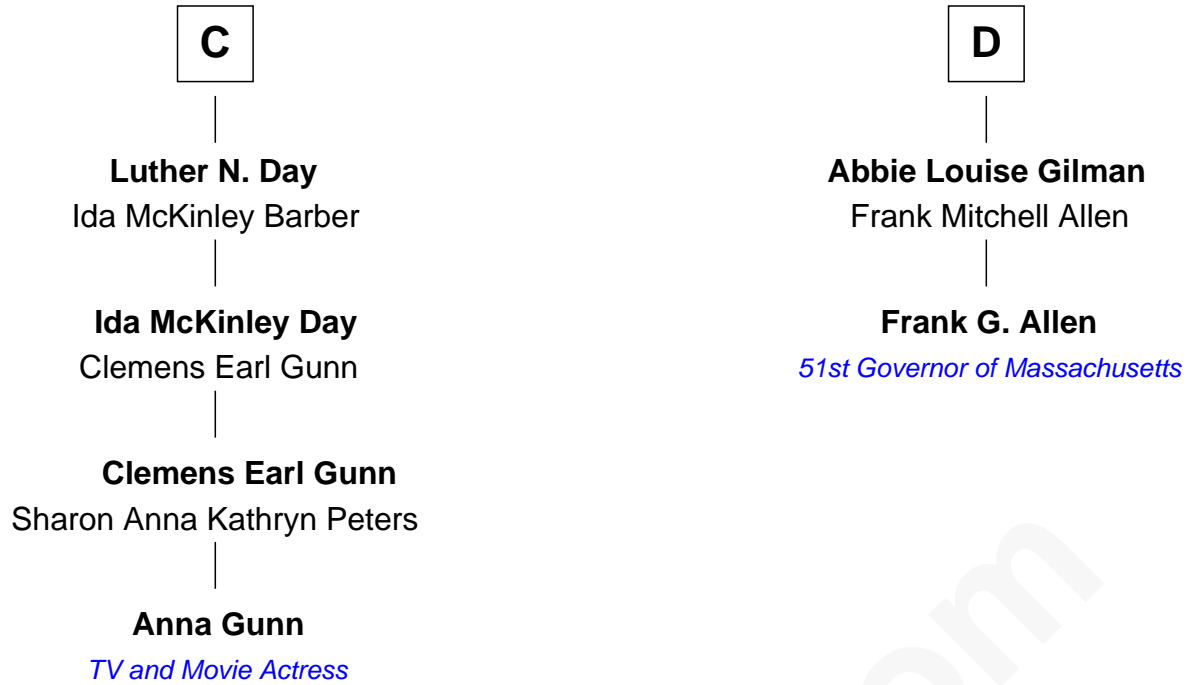 C
Luther N. Day
Ida McKinley Barber
Ida McKinley Day
Clemens Earl Gunn
Clemens Earl Gunn
Sharon Anna Kathryn Peters
Anna Gunn
TV and Movie Actress
D
Abbie Louise Gilman
Frank Mitchell Allen
Frank G. Allen
51st Governor of Massachusetts
om